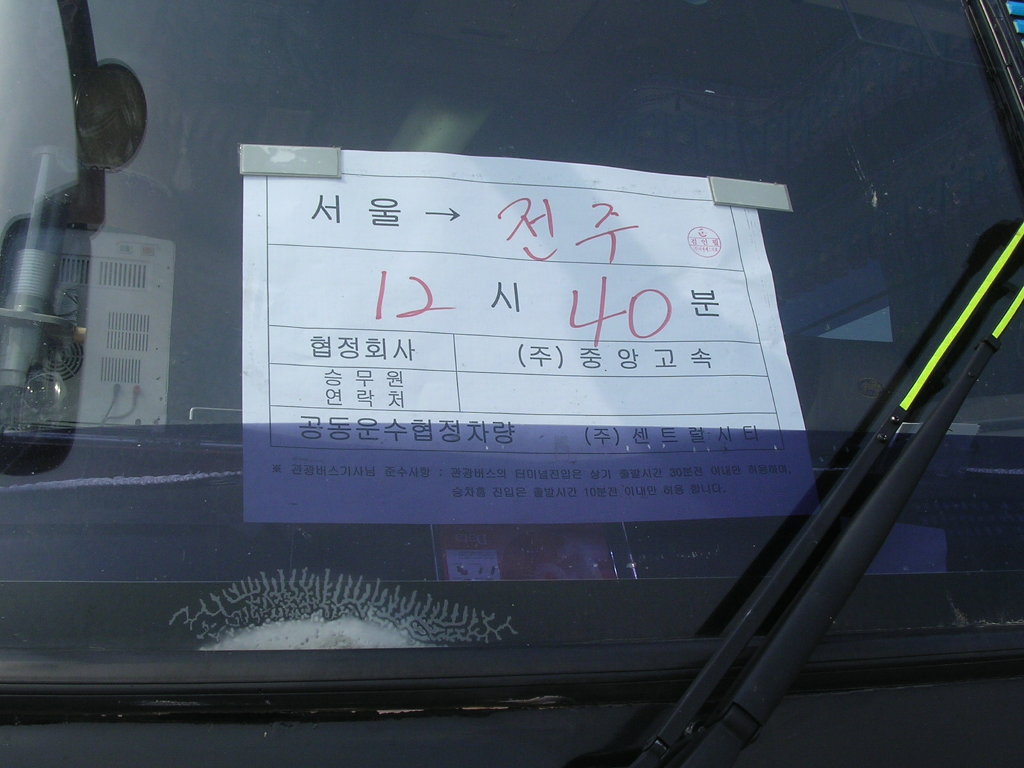 서울 → 전주
12 시 40 분
협정회사 (주) 중앙고속
승무원
연락처
공동운수협정차량 (주) 센트럴시티
※ 관광버스기사님 준수사항 : 관광버스의 터미널진입은 상기 출발시간 30분전 이내만 허용하며,
승차홈 진입은 출발시간 10분전 이내만 허용 합니다.